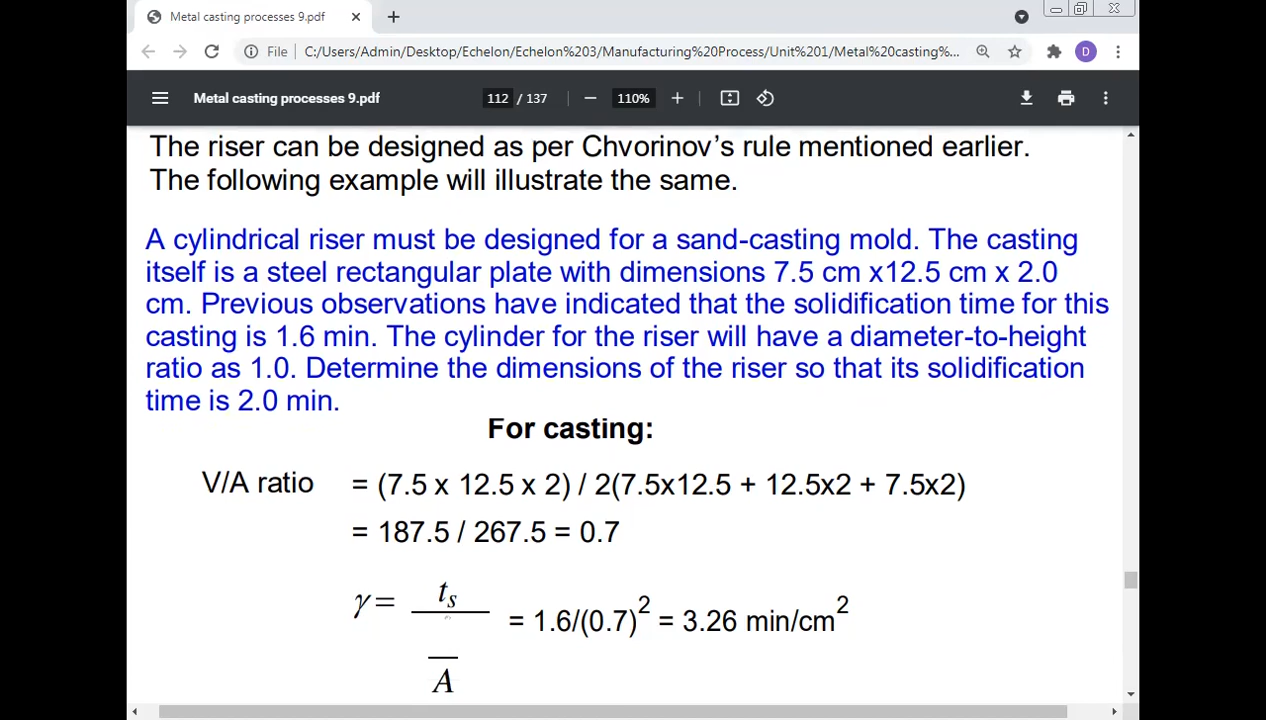 Metal casting processes 9.pdf
File C:/Users/Admin/Desktop/Echelon/Echelon%203/Manufacturing%20Process/Unit%201/Metal%20casting%... D
Metal casting processes 9.pdf 112 / 137 110%
The riser can be designed as per Chvorinov’s rule mentioned earlier.
The following example will illustrate the same.
A cylindrical riser must be designed for a sand-casting mold. The casting
itself is a steel rectangular plate with dimensions 7.5 cm x12.5 cm x 2.0
cm. Previous observations have indicated that the solidification time for this
casting is 1.6 min. The cylinder for the riser will have a diameter-to-height
ratio as 1.0. Determine the dimensions of the riser so that its solidification
time is 2.0 min.
For casting:
V/A ratio = (7.5 x 12.5 x 2) / 2(7.5x12.5 + 12.5x2 + 7.5x2)
= 187.5 / 267.5 = 0.7
γ = ts / A = 1.6/(0.7)² = 3.26 min/cm²